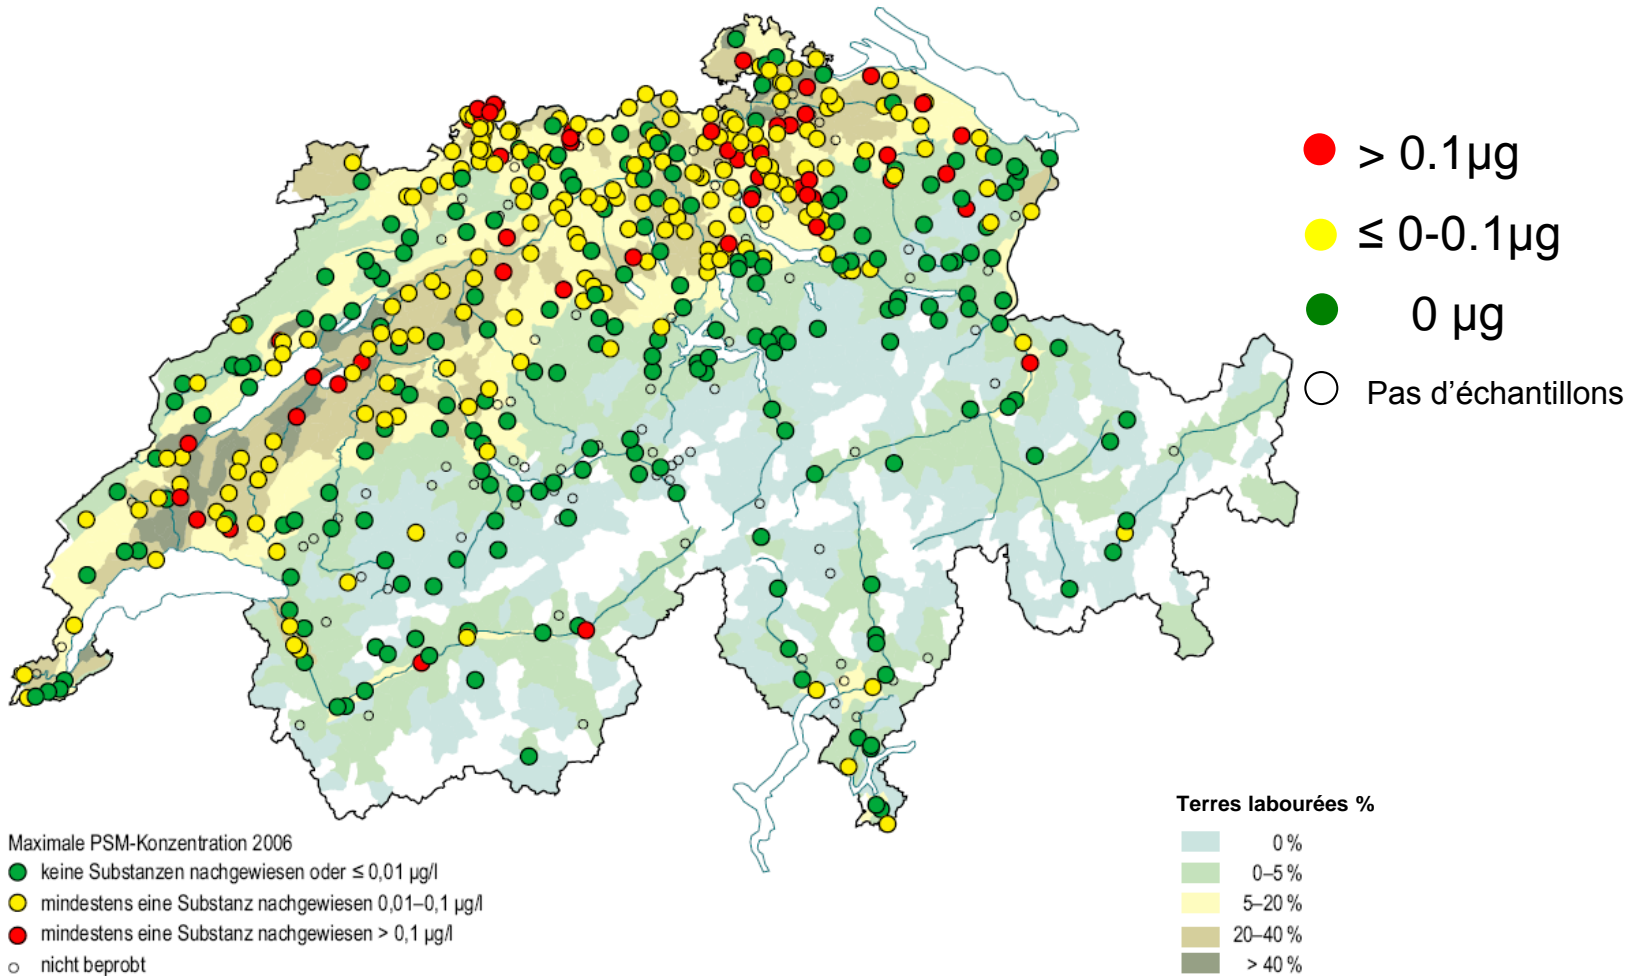 > 0.1µg
≤ 0-0.1µg
0 µg
Pas d'échantillons
Terres labourées %
0 %
0–5 %
5–20 %
20–40 %
> 40 %
Maximale PSM-Konzentration 2006
keine Substanzen nachgewiesen oder ≤ 0,01 µg/l
mindestens eine Substanz nachgewiesen 0,01–0,1 µg/l
mindestens eine Substanz nachgewiesen > 0,1 µg/l
nicht beprobt